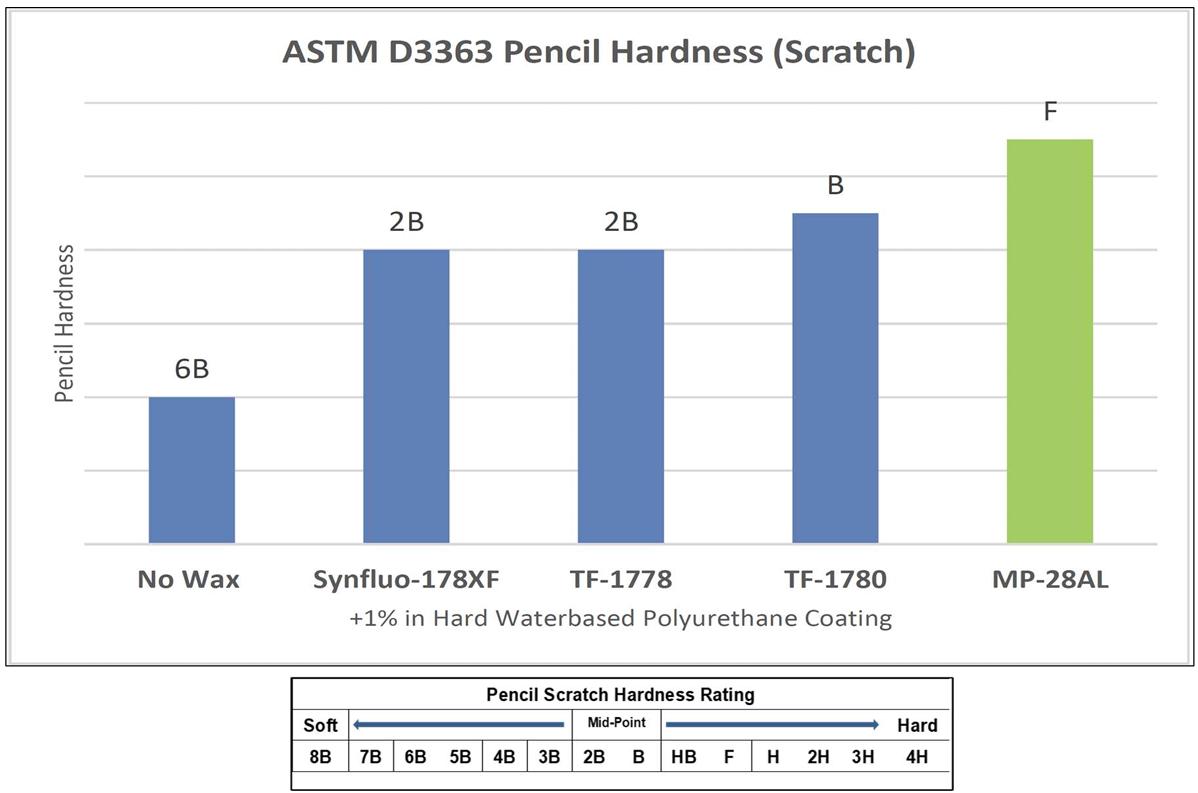 ASTM D3363 Pencil Hardness (Scratch)
Pencil Hardness
6B
2B
2B
B
F
No Wax Synfluo-178XF TF-1778 TF-1780 MP-28AL
+1% in Hard Waterbased Polyurethane Coating
Pencil Scratch Hardness Rating
Soft Mid-Point Hard
8B 7B 6B 5B 4B 3B 2B B HB F H 2H 3H 4H